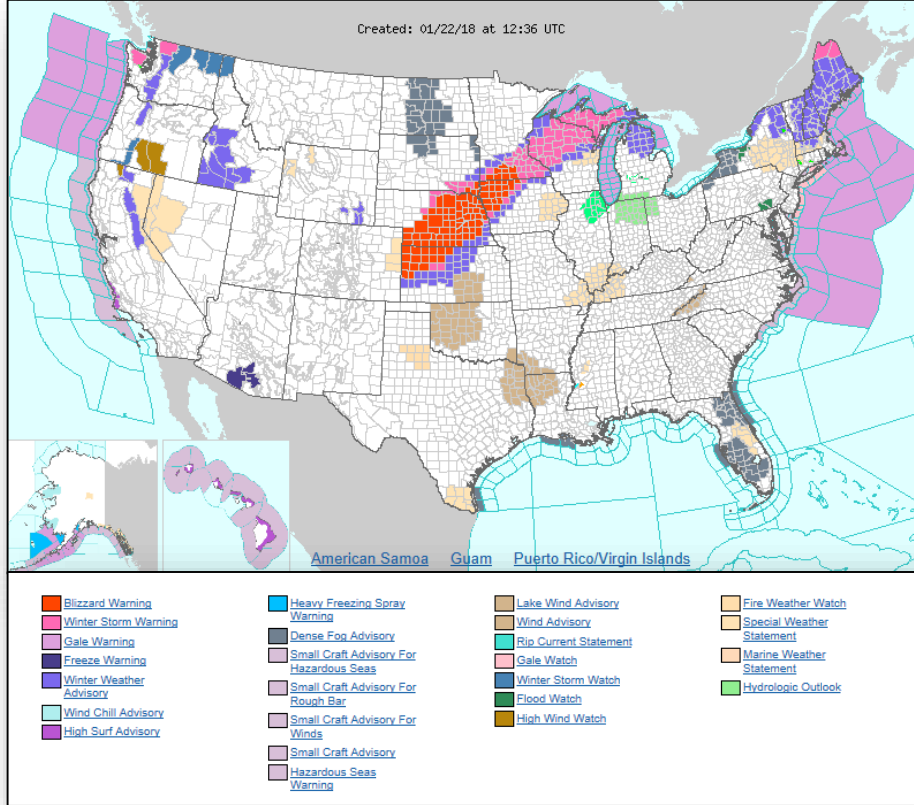 Created: 01/22/18 at 12:36 UTC
American Samoa Guam Puerto Rico/Virgin Islands
Blizzard Warning
Winter Storm Warning
Gale Warning
Freeze Warning
Winter Weather
Advisory
Wind Chill Advisory
High Surf Advisory
Heavy Freezing Spray
Warning
Dense Fog Advisory
Small Craft Advisory For
Hazardous Seas
Small Craft Advisory For
Rough Bar
Small Craft Advisory For
Winds
Small Craft Advisory
Hazardous Seas
Warning
Lake Wind Advisory
Wind Advisory
Rip Current Statement
Gale Watch
Winter Storm Watch
Flood Watch
High Wind Watch
Fire Weather Watch
Special Weather
Statement
Marine Weather
Statement
Hydrologic Outlook